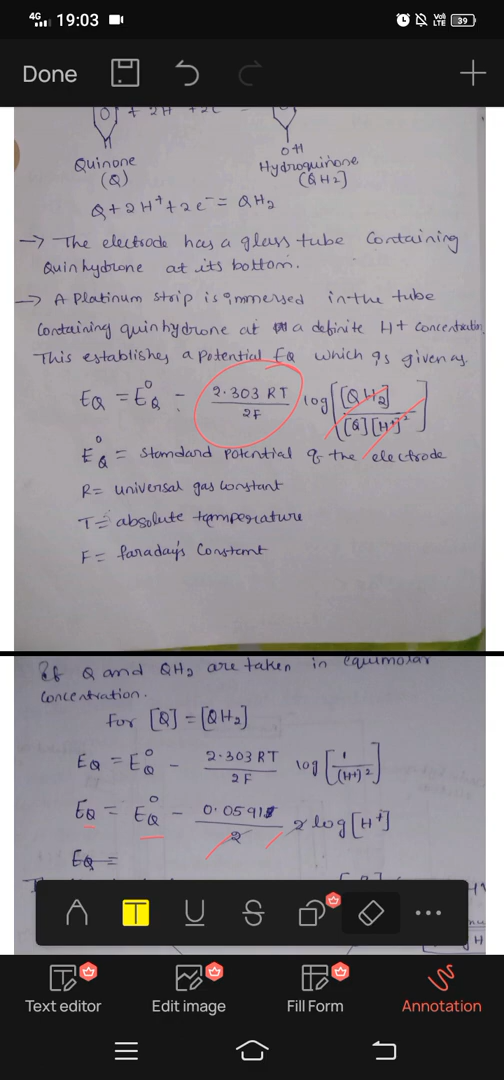 4G 19:03 Vo) LTE 39
Done
Quinone
(Q)
OH
Hydroquinone
(QH2]
Q+2H⁺+2e⁻= QH2
→ The electrode has a glass tube Containing
Quinhydrone at its bottom.
→ A Platinum strip is immersed in the tube
Containing quinhydrone at a definite H+ concentration
This establishes a Potential EQ which is given as
EQ = E°Q - 2.303 RT / 2F log [[QH2] / [Q][H⁺]²]
E°Q = standard potential of the electrode
R= universal gas constant
T= absolute temperature
F= faraday's Constant
If Q and QH2 are taken in equimolar
concentration.
for [Q] = [QH2]
EQ = E°Q - 2.303 RT / 2F log [1 / (H+)²]
EQ = E°Q - 0.0591 / 2 2 log [H+]
EQ =
Text editor Edit image Fill Form Annotation